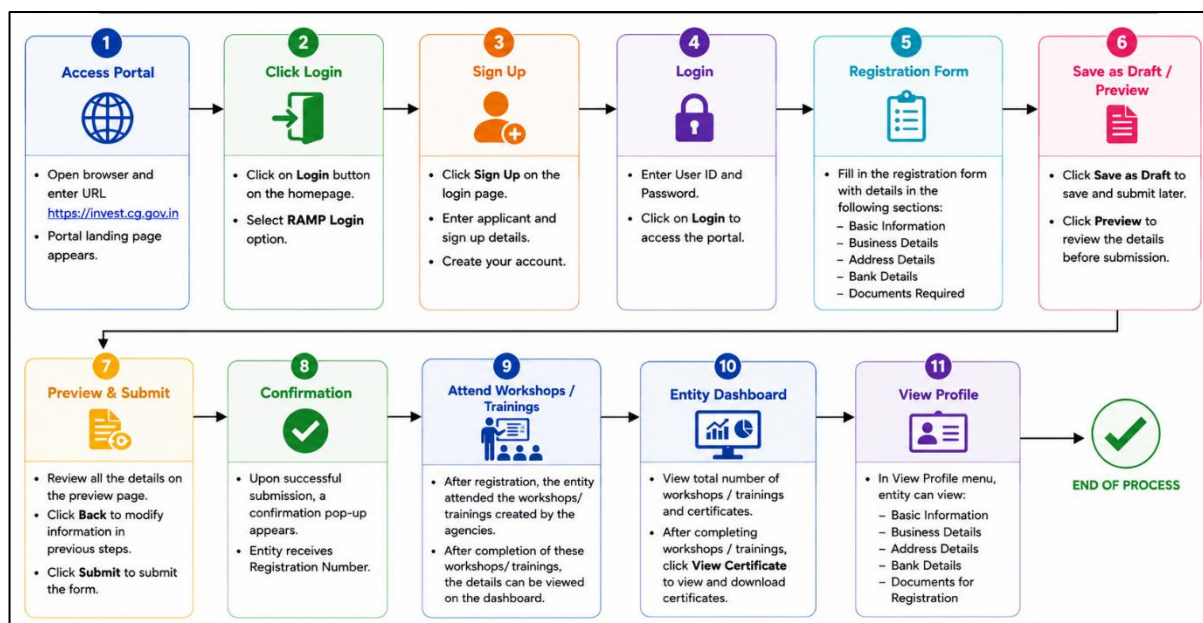 1
Access Portal
• Open browser and
enter URL
https://invest.cg.gov.in
• Portal landing page
appears.
2
Click Login
• Click on Login button
on the homepage.
• Select RAMP Login
option.
3
Sign Up
• Click Sign Up on the
login page.
• Enter applicant and
sign up details.
• Create your account.
4
Login
• Enter User ID and
Password.
• Click on Login to
access the portal.
5
Registration Form
• Fill in the registration form
with details in the
following sections:
– Basic Information
– Business Details
– Address Details
– Bank Details
– Documents Required
6
Save as Draft /
Preview
• Click Save as Draft to
save and submit later.
• Click Preview to
review the details
before submission.
7
Preview & Submit
• Review all the details on
the preview page.
• Click Back to modify
information in
previous steps.
• Click Submit to submit
the form.
8
Confirmation
• Upon successful
submission, a
confirmation pop-up
appears.
• Entity receives
Registration Number.
9
Attend Workshops /
Trainings
• After registration, the entity
attended the workshops/
trainings created by the
agencies.
• After completion of these
workshops/ trainings,
the details can be viewed
on the dashboard.
10
Entity Dashboard
• View total number of
workshops / trainings
and certificates.
• After completing
workshops / trainings,
click View Certificate
to view and download
certificates.
11
View Profile
• In View Profile menu,
entity can view:
– Basic Information
– Business Details
– Address Details
– Bank Details
– Documents for
Registration
END OF PROCESS